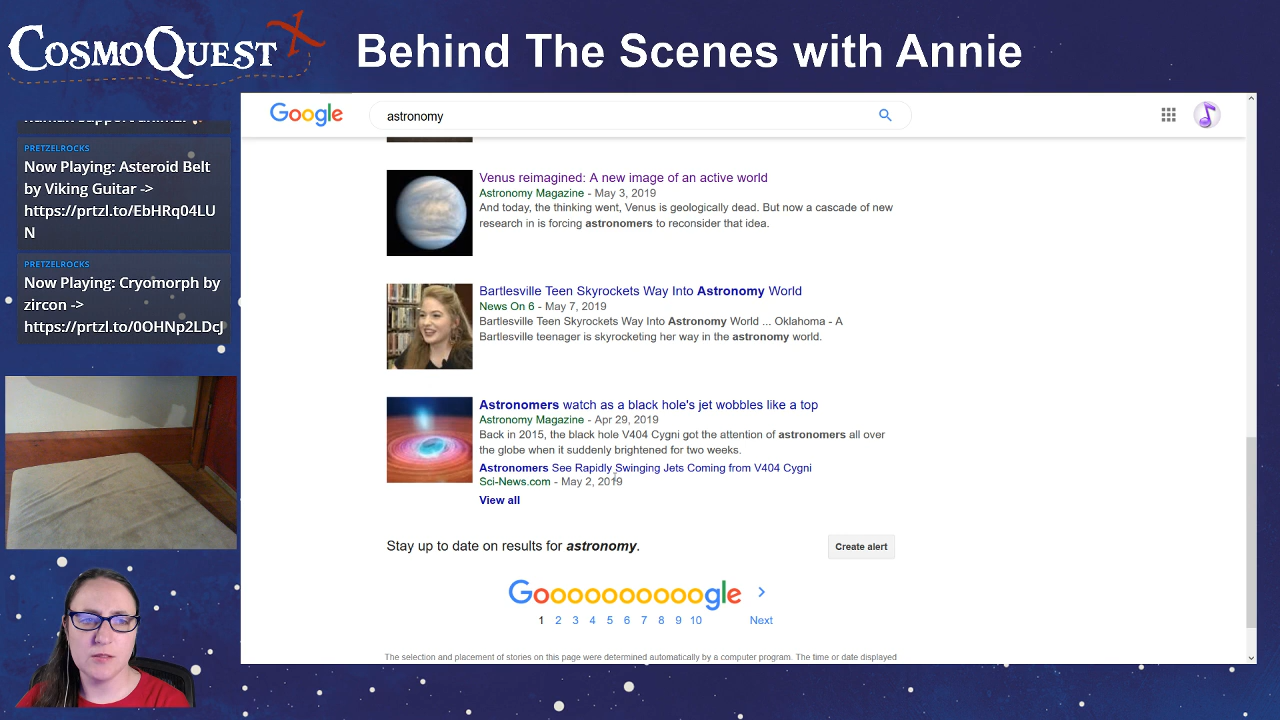 CosmoQuest X
Behind The Scenes with Annie
PRETZELROCKS
Now Playing: Asteroid Belt
by Viking Guitar ->
https://prtzl.to/EbHRq04LU
N
PRETZELROCKS
Now Playing: Cryomorph by
zircon ->
https://prtzl.to/0OHNp2LDcJ
Google
astronomy
Venus reimagined: A new image of an active world
Astronomy Magazine - May 3, 2019
And today, the thinking went, Venus is geologically dead. But now a cascade of new
research in is forcing astronomers to reconsider that idea.
Bartlesville Teen Skyrockets Way Into Astronomy World
News On 6 - May 7, 2019
Bartlesville Teen Skyrockets Way Into Astronomy World ... Oklahoma - A
Bartlesville teenager is skyrocketing her way in the astronomy world.
Astronomers watch as a black hole's jet wobbles like a top
Astronomy Magazine - Apr 29, 2019
Back in 2015, the black hole V404 Cygni got the attention of astronomers all over
the globe when it suddenly brightened for two weeks.
Astronomers See Rapidly Swinging Jets Coming from V404 Cygni
Sci-News.com - May 2, 2019
View all
Stay up to date on results for astronomy.
Create alert
Goooooooooogle >
1 2 3 4 5 6 7 8 9 10 Next
The selection and placement of stories on this page were determined automatically by a computer program. The time or date displayed